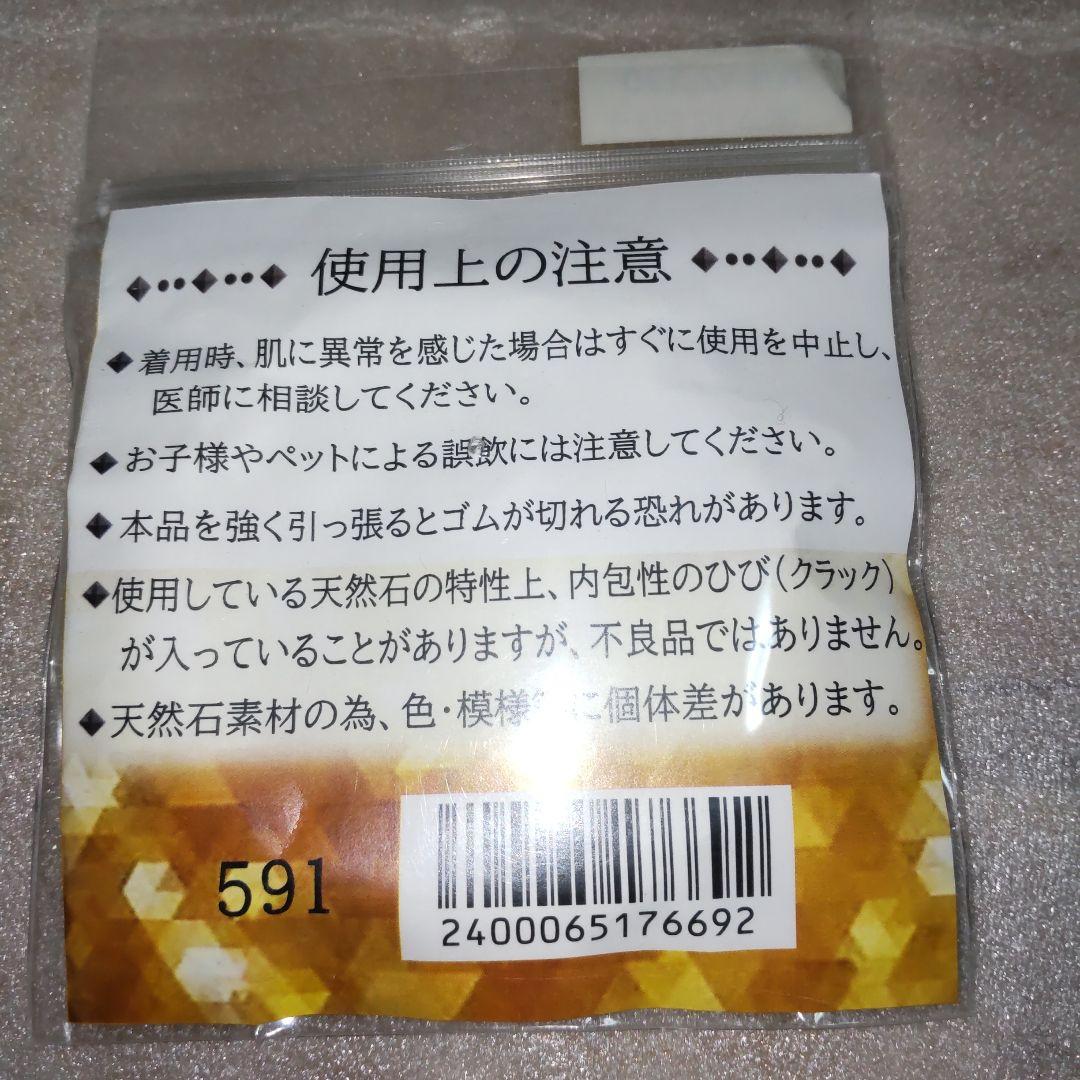 使用上の注意
着用時、肌に異常を感じた場合はすぐに使用を中止し、
医師に相談してください。
お子様やペットによる誤飲には注意してください。
本品を強く引っ張るとゴムが切れる恐れがあります。
使用している天然石の特性上、内包性のひび(クラック)
が入っていることがありますが、不良品ではありません。
天然石素材の為、色・模様等に個体差があります。
591
2400065176692